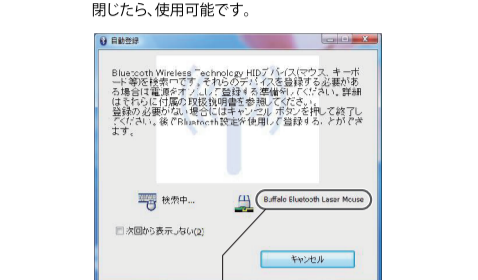 閉じたら、使用可能です。
自動登録
Bluetooth Wireless Technology HIDデバイス(マウス、キーボ
ード等)を検索中です。それらのデバイスを登録する必要があ
る場合は電源をオンにして登録する準備をしてください。詳細
はそれらに付属の取扱説明書を参照してください。
登録の必要がない場合にはキャンセル ボタンを押して終了し
てください。後でBluetooth設定を使用して登録することができ
ます。
検索中...
Buffalo Bluetooth Laser Mouse
次回から表示しない(2)
キャンセル